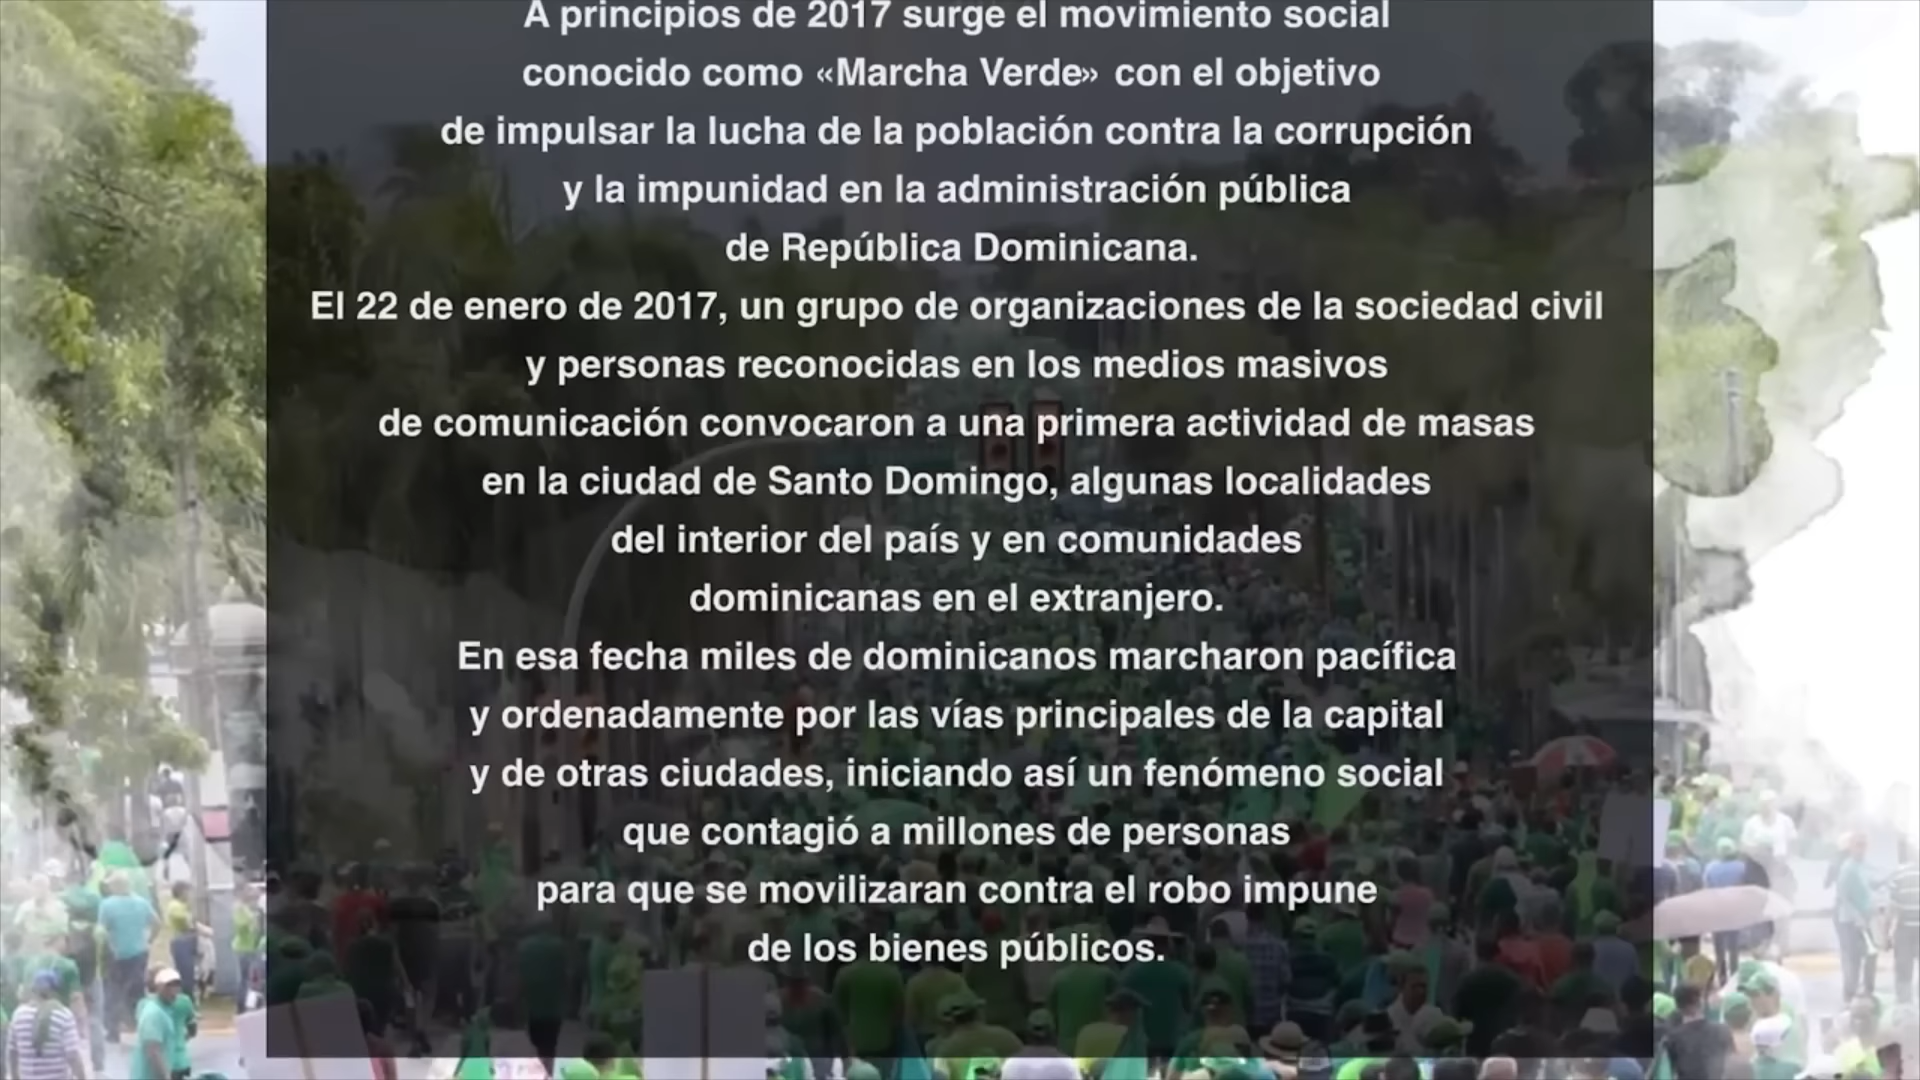 A principios de 2017 surge el movimiento social
conocido como «Marcha Verde» con el objetivo
de impulsar la lucha de la población contra la corrupción
y la impunidad en la administración pública
de República Dominicana.
El 22 de enero de 2017, un grupo de organizaciones de la sociedad civil
y personas reconocidas en los medios masivos
de comunicación convocaron a una primera actividad de masas
en la ciudad de Santo Domingo, algunas localidades
del interior del país y en comunidades
dominicanas en el extranjero.
En esa fecha miles de dominicanos marcharon pacífica
y ordenadamente por las vías principales de la capital
y de otras ciudades, iniciando así un fenómeno social
que contagió a millones de personas
para que se movilizaran contra el robo impune
de los bienes públicos.